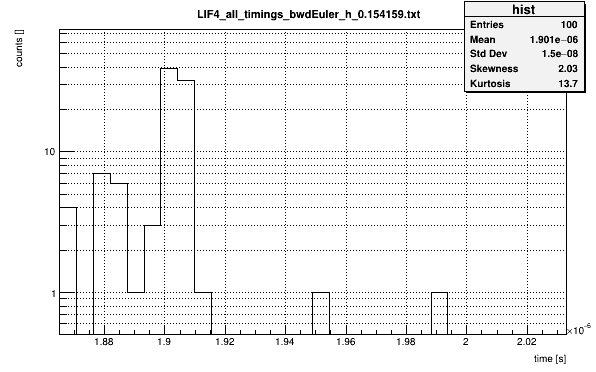 LIF4_all_timings_bwdEuler_h_0.154159.txt
hist
Entries 100
Mean 1.901e−06
Std Dev 1.5e−08
Skewness 2.03
Kurtosis 13.7
counts []
10
1
1.88 1.9 1.92 1.94 1.96 1.98 2 2.02
×10⁻⁶
time [s]